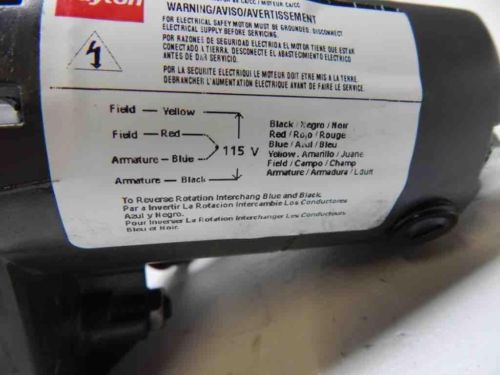 WARNING/AVISO/AVERTISSEMENT
FOR ELECTRICAL SAFETY MOTOR MUST BE GROUNDED. DISCONNECT
ELECTRICAL SUPPLY BEFORE SERVICING.
POR RAZONES DE SEGURIDAD ELECTRICA EL MOTOR TIENE QUE ESTAR
CONECTADO A TIERRA. DESCONECTE EL ABASTECIMIENTO ELECTRICO
ANTES DE DAR SERVICIO.
POR LA SECURITE ELECTRIQUE LE MOTEUR DOIT ETRE MIS A LA TERRE.
DEBRANCHER L'ALIMENTATION ELECTRIQUE AVANT DE FAIRE LE SERVICE.
Field — Yellow
Field — Red
Armature — Blue
Armature — Black
115 V
Black / Negro / Noir
Red / Rojo / Rouge
Blue / Azul / Bleu
Yellow. Amarillo / Juane
Field / Campo / Champ
Armature / Armadura /
To Reverse Rotation Interchang Blue and Black.
Par a Invertir La Rotacion Intercambie Los Conductores
Azul y Negro.
Pour Inverser La Rotation Interchanger Les Conducteurs
Bleu et Noir.